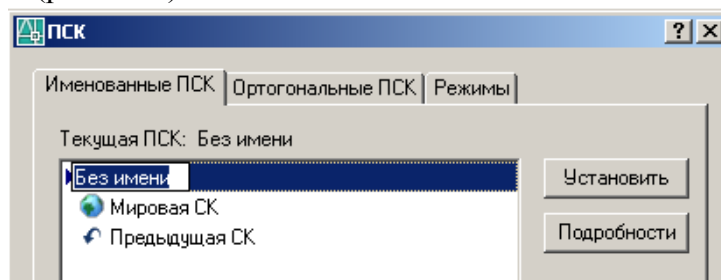 ПСК
Именованные ПСК Ортогональные ПСК Режимы
Текущая ПСК: Без имени
Без имени Установить
Мировая СК
Предыдущая СК Подробности